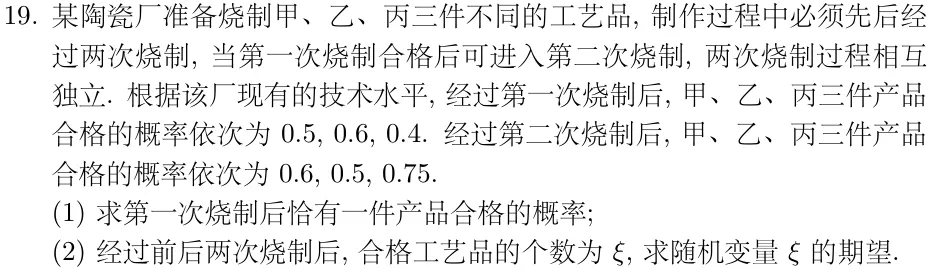 19. 某陶瓷厂准备烧制甲、乙、丙三件不同的工艺品, 制作过程中必须先后经
过两次烧制, 当第一次烧制合格后可进入第二次烧制, 两次烧制过程相互
独立. 根据该厂现有的技术水平, 经过第一次烧制后, 甲、乙、丙三件产品
合格的概率依次为 0.5, 0.6, 0.4. 经过第二次烧制后, 甲、乙、丙三件产品
合格的概率依次为 0.6, 0.5, 0.75.
(1) 求第一次烧制后恰有一件产品合格的概率;
(2) 经过前后两次烧制后, 合格工艺品的个数为 ξ, 求随机变量 ξ 的期望.